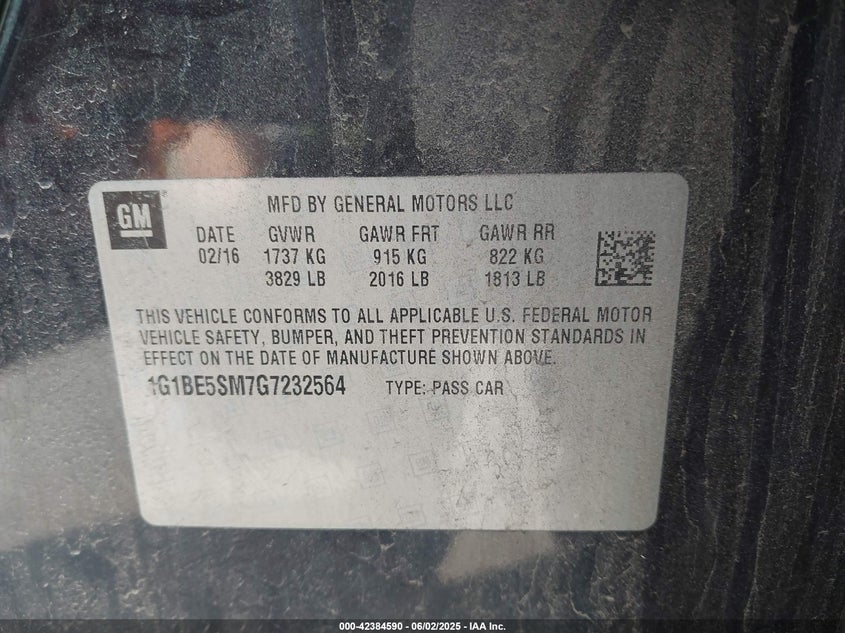 GM
MFD BY GENERAL MOTORS LLC
DATE GVWR GAWR FRT GAWR RR
02/16 1737 KG 915 KG 822 KG
3829 LB 2016 LB 1813 LB
THIS VEHICLE CONFORMS TO ALL APPLICABLE U.S. FEDERAL MOTOR
VEHICLE SAFETY, BUMPER, AND THEFT PREVENTION STANDARDS IN
EFFECT ON THE DATE OF MANUFACTURE SHOWN ABOVE.
1G1BE5SM7G7232564 TYPE: PASS CAR
000-42384590 - 06/02/2025 - IAA Inc.